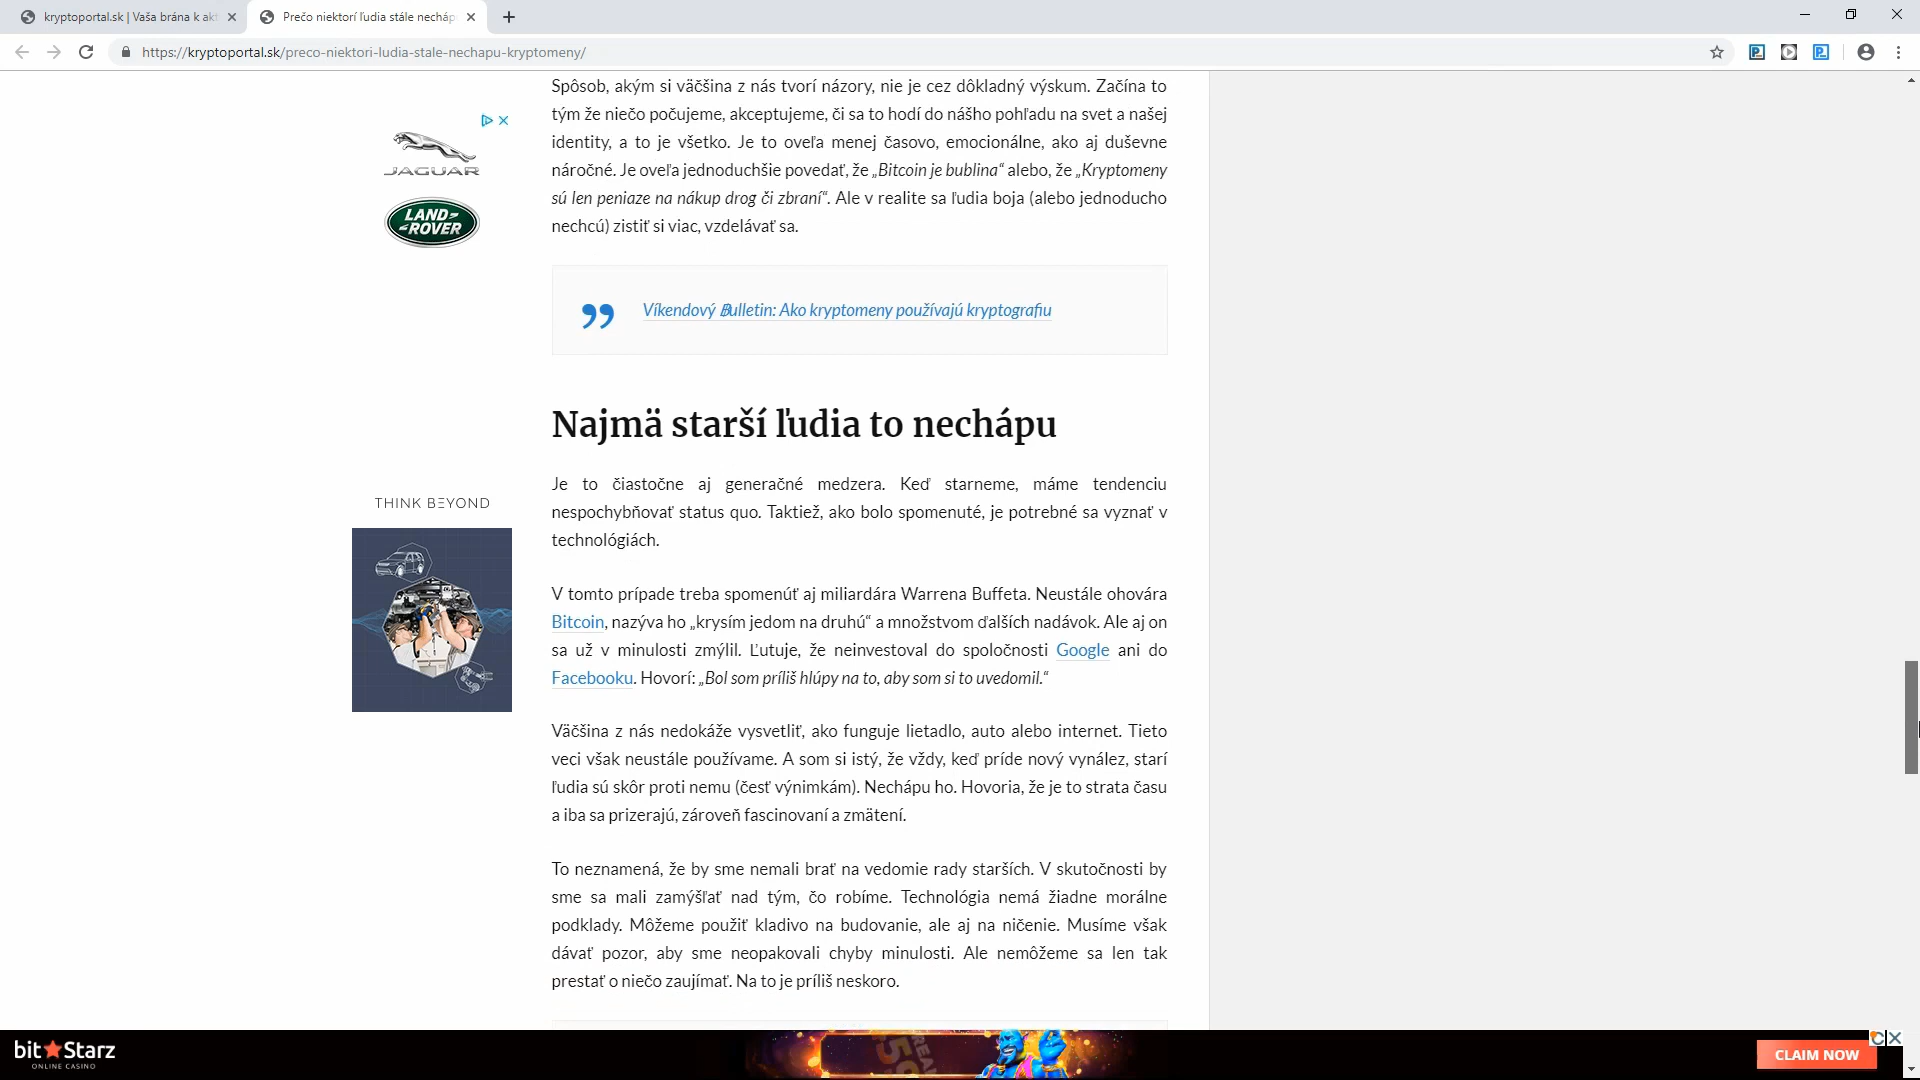 kryptoportal.sk | Vaša brána k akt
Prečo niektorí ľudia stále nechápu
https://kryptoportal.sk/preco-niektori-ludia-stale-nechapu-kryptomeny/
Spôsob, akým si väčšina z nás tvorí názory, nie je cez dôkladný výskum. Začína to
tým že niečo počujeme, akceptujeme, či sa to hodí do nášho pohľadu na svet a našej
identity, a to je všetko. Je to oveľa menej časovo, emocionálne, ako aj duševne
náročné. Je oveľa jednoduchšie povedať, že „Bitcoin je bublina“ alebo, že „Kryptomeny
sú len peniaze na nákup drog či zbraní“. Ale v realite sa ľudia boja (alebo jednoducho
nechcú) zistiť si viac, vzdelávať sa.
JAGUAR
LAND-
ROVER
Víkendový Ƀulletin: Ako kryptomeny používajú kryptografiu
Najmä starší ľudia to nechápu
Je to čiastočne aj generačné medzera. Keď starneme, máme tendenciu
nespochybňovať status quo. Taktiež, ako bolo spomenuté, je potrebné sa vyznať v
technológiách.
THINK BEYOND
V tomto prípade treba spomenúť aj miliardára Warrena Buffeta. Neustále ohovára
Bitcoin, nazýva ho „krysím jedom na druhú“ a množstvom ďalších nadávok. Ale aj on
sa už v minulosti zmýlil. Ľutuje, že neinvestoval do spoločnosti Google ani do
Facebooku. Hovorí: „Bol som príliš hlúpy na to, aby som si to uvedomil.“
Väčšina z nás nedokáže vysvetliť, ako funguje lietadlo, auto alebo internet. Tieto
veci však neustále používame. A som si istý, že vždy, keď príde nový vynález, starí
ľudia sú skôr proti nemu (česť výnimkám). Nechápu ho. Hovoria, že je to strata času
a iba sa prizerajú, zároveň fascinovaní a zmätení.
To neznamená, že by sme nemali brať na vedomie rady starších. V skutočnosti by
sme sa mali zamýšľať nad tým, čo robíme. Technológia nemá žiadne morálne
podklady. Môžeme použiť kladivo na budovanie, ale aj na ničenie. Musíme však
dávať pozor, aby sme neopakovali chyby minulosti. Ale nemôžeme sa len tak
prestať o niečo zaujímať. Na to je príliš neskoro.
bit Starz
ONLINE CASINO
CLAIM NOW